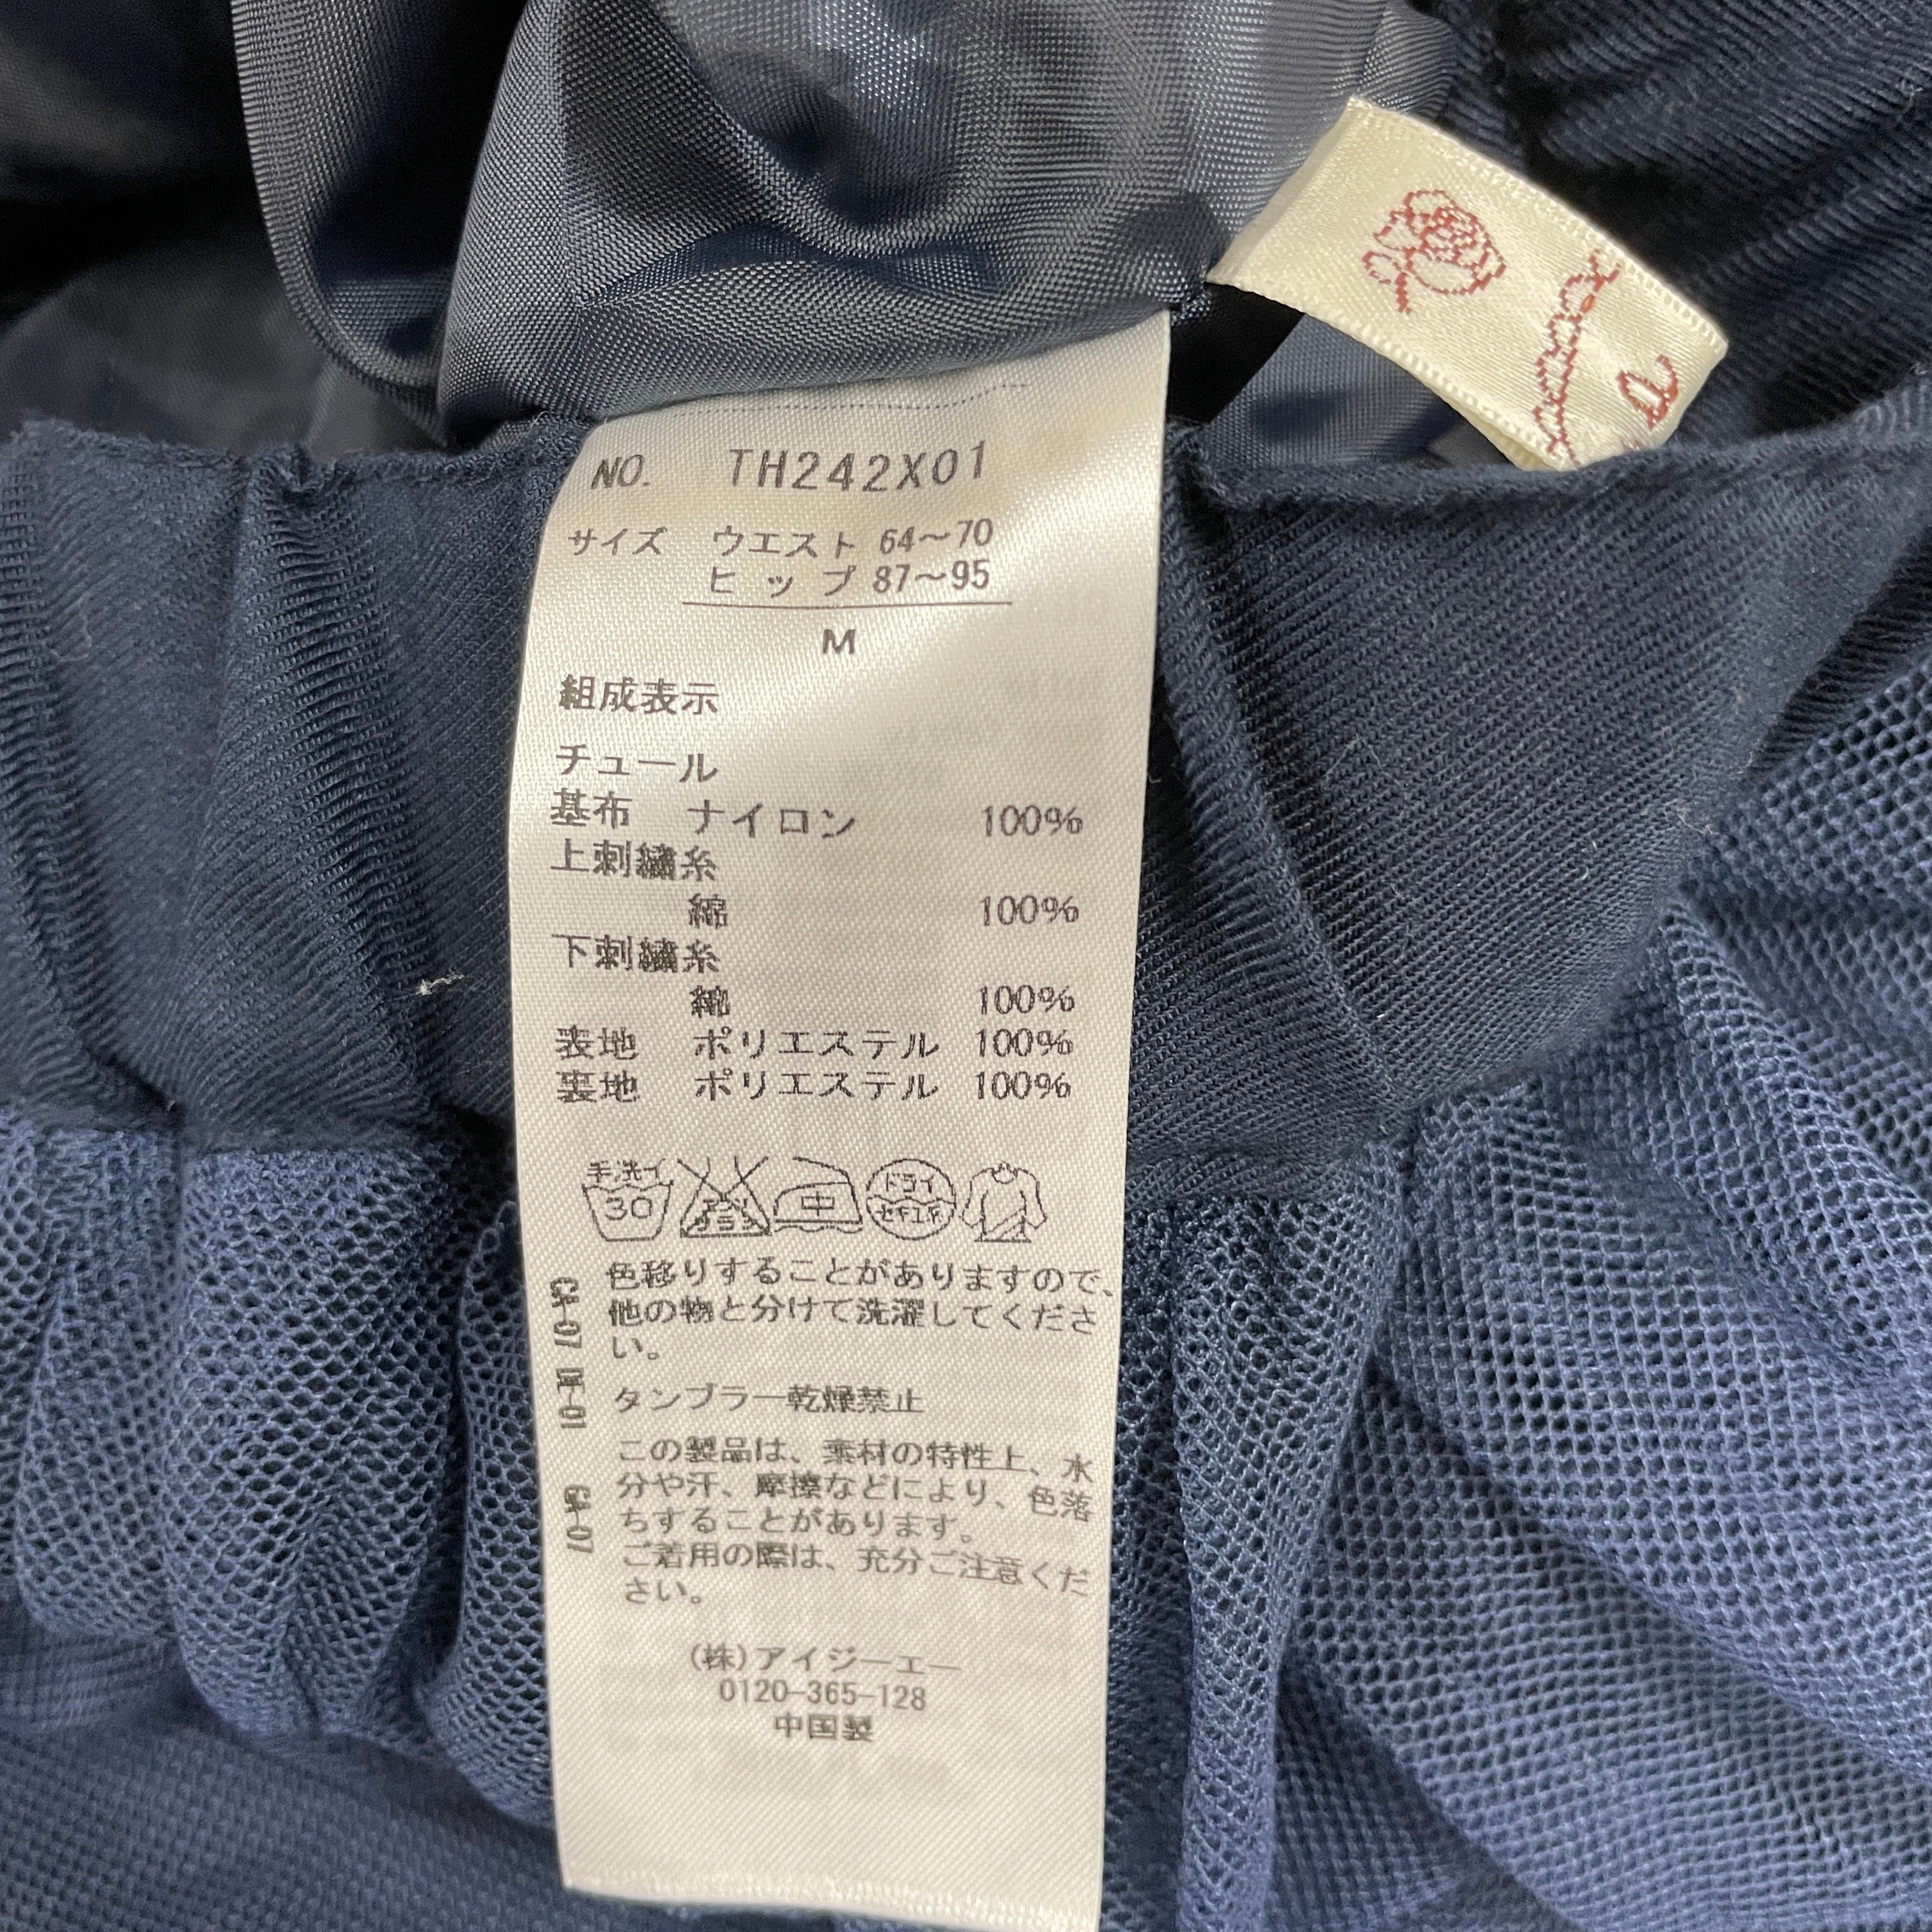 NO. TH242X01
サイズ ウエスト 64～70
ヒップ 87～95
M
組成表示
チュール
基布 ナイロン 100%
上刺繍糸
綿 100%
下刺繍糸
綿 100%
表地 ポリエステル 100%
裏地 ポリエステル 100%
手洗イ
30
中
ドライ
色移りすることがありますので、
他の物と分けて洗濯してくださ
い。
タンブラー乾燥禁止
この製品は、素材の特性上、水
分や汗、摩擦などにより、色落
ちすることがあります。
ご着用の際は、充分ご注意くだ
さい。
(株)アイジーエー
0120-365-128
中国製
CA-07
GA-07